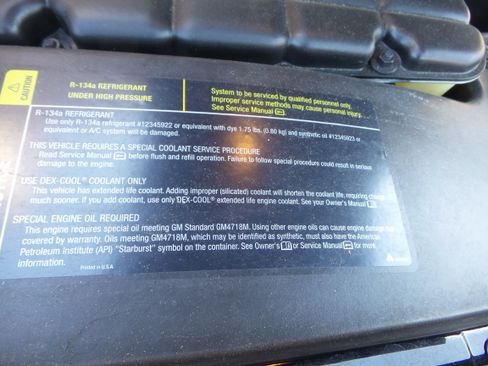 CAUTION
R-134a REFRIGERANT
UNDER HIGH PRESSURE
System to be serviced by qualified personnel only.
Improper service methods may cause personal injury.
See Service Manual
R-134a REFRIGERANT
Use only R-134a refrigerant #12345922 or equivalent with dye 1.75 lbs. (0.80 kg) and synthetic oil #12345923 or
equivalent or A/C system will be damaged.
THIS VEHICLE REQUIRES A SPECIAL COOLANT SERVICE PROCEDURE
Read Service Manual before flush and refill operation. Failure to follow special procedure could result in serious
damage to the engine.
USE DEX-COOL® COOLANT ONLY
This vehicle has extended life coolant. Adding improper (silicated) coolant will shorten the coolant life, requiring change
much sooner. If you add coolant, use only DEX-COOL® extended life engine coolant. See your Owner's Manual
SPECIAL ENGINE OIL REQUIRED
This engine requires special oil meeting GM Standard GM4718M. Using other engine oils can cause engine damage
Oils meeting GM4718M, which may be identified as synthetic, must also have the American
Petroleum Institute (API) "Starburst" symbol on the container. See Owner's or Service Manual for more
information.
Printed in U.S.A.